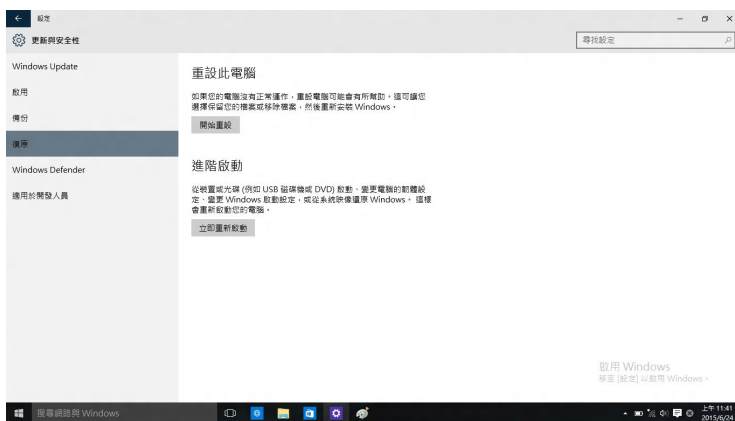 設定
更新與安全性
尋找設定
Windows Update
啟用
備份
復原
Windows Defender
適用於開發人員
重設此電腦
如果您的電腦沒有正常運作，重設電腦可能會有所幫助。這可讓您
選擇保留您的檔案或移除檔案，然後重新安裝 Windows。
開始重設
進階啟動
從裝置或光碟 (例如 USB 磁碟機或 DVD) 啟動、變更電腦的韌體設
定、變更 Windows 啟動設定，或從系統映像還原 Windows。 這樣
會重新啟動您的電腦。
立即重新啟動
啟用 Windows
移至 [設定] 以啟用 Windows。
搜尋網路與 Windows
上午 11:41
2015/6/24